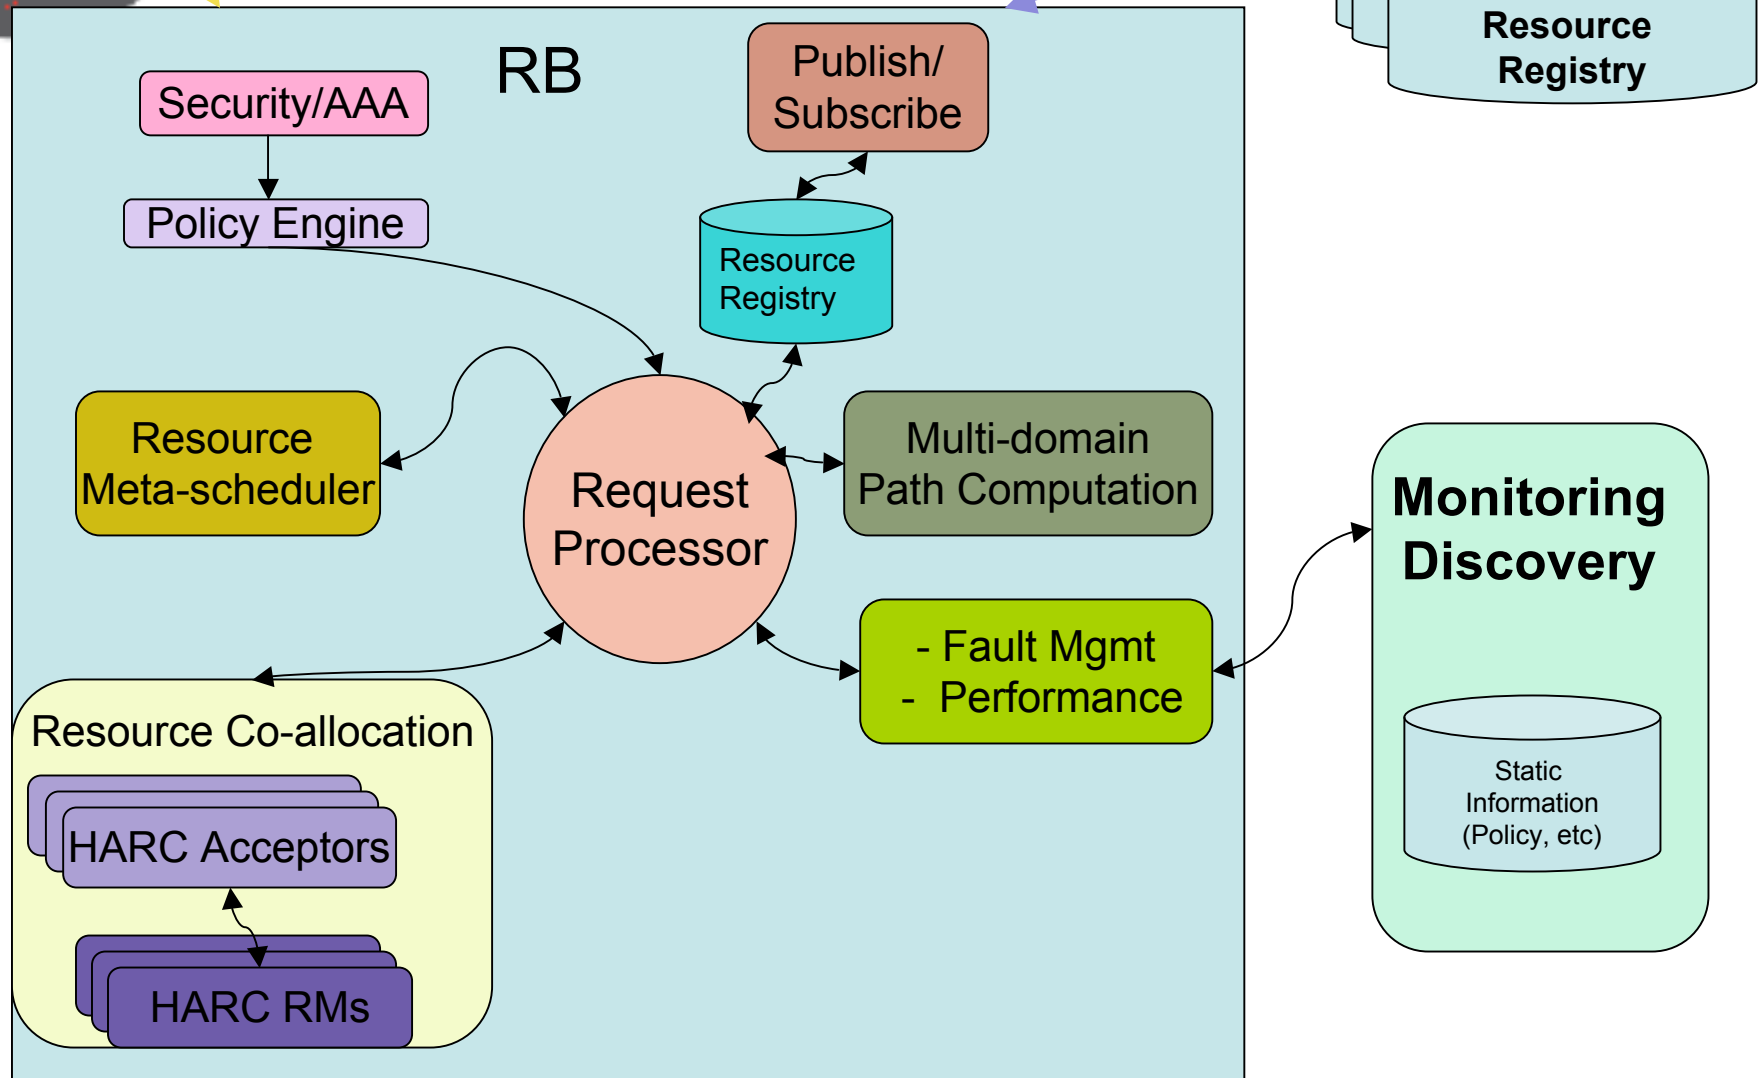 RB
Security/AAA
Policy Engine
Publish/
Subscribe
Resource
Registry
Resource
Registry
Resource
Meta-scheduler
Request
Processor
Multi-domain
Path Computation
Monitoring
Discovery
- Fault Mgmt
- Performance
Static
Information
(Policy, etc)
Resource Co-allocation
HARC Acceptors
HARC RMs